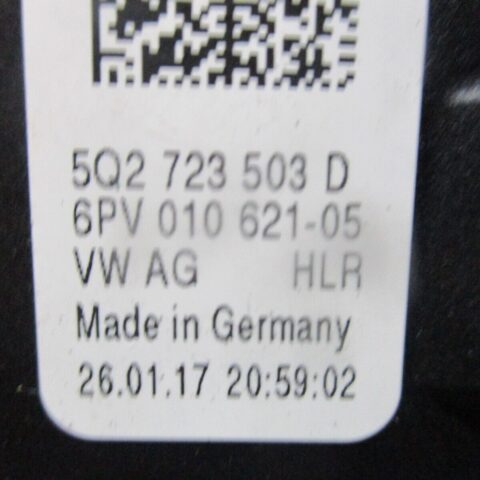 5Q2 723 503 D
6PV 010 621-05
VW AG HLR
Made in Germany
26.01.17 20:59:02